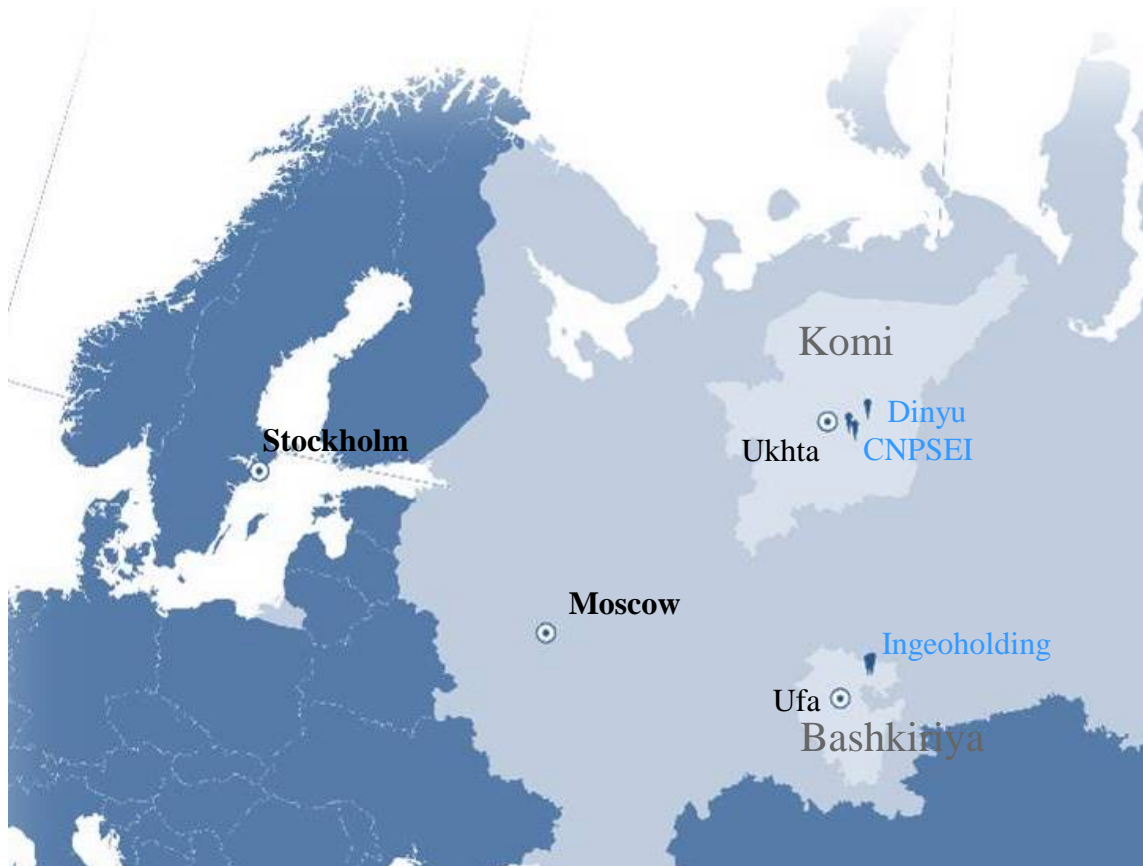 Komi
Dinyu
Stockholm
Ukhta
CNPSEI
Moscow
Ingeoholding
Ufa
Bashkiriya